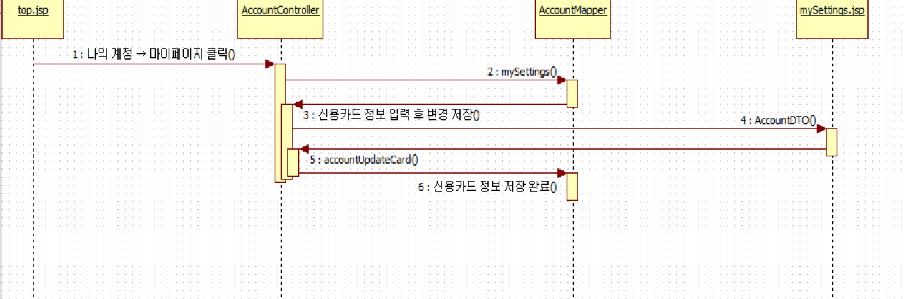 top.jsp
AccountController
AccountMapper
mySettings.jsp
1 : 나의 계정 → 마이페이지 클릭()
2 : mySettings()
3 : 신용카드 정보 입력 후 변경 저장()
4 : AccountDTO()
5 : accountUpdateCard()
6 : 신용카드 정보 저장 완료()